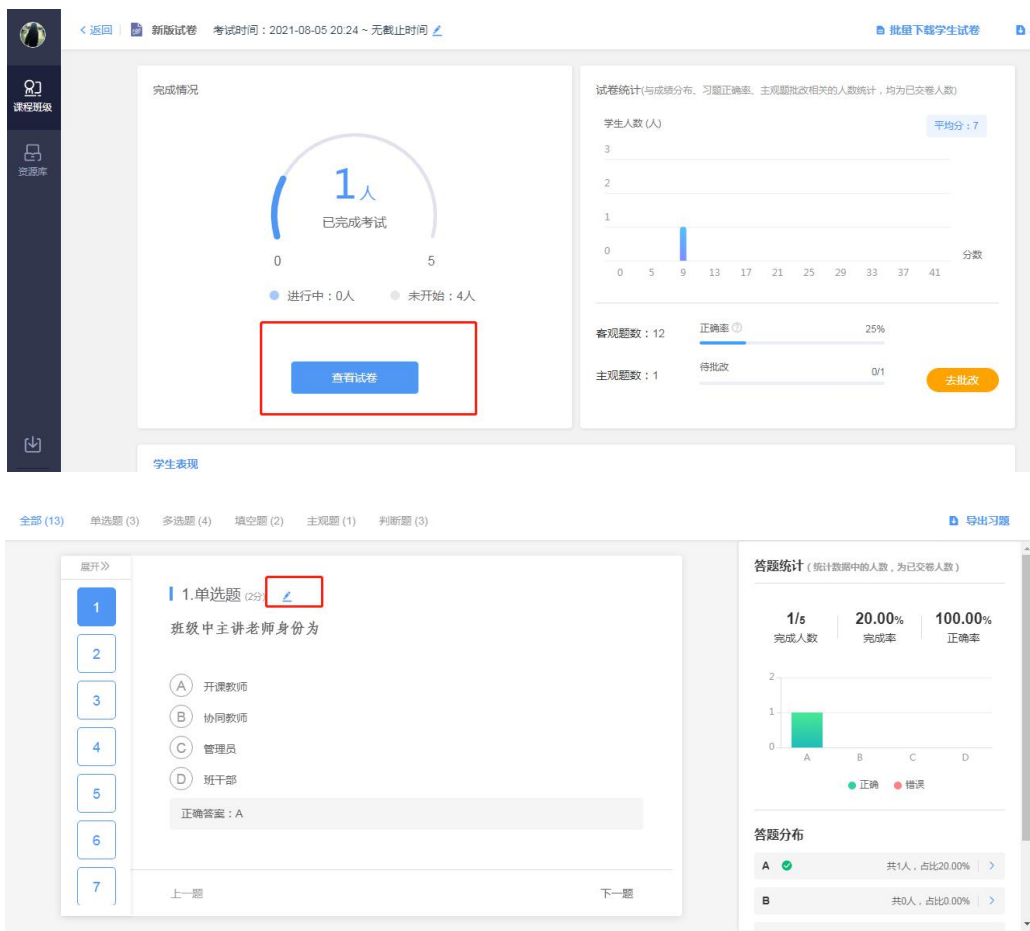 <返回 新版试卷 考试时间：2021-08-05 20:24 ~ 无截止时间 批量下载学生试卷
课程班级
资源库
完成情况
1人
已完成考试
0 5
进行中：0人 未开始：4人
查看试卷
试卷统计(与成绩分布、习题正确率、主观题批改相关的人数统计，均为已交卷人数)
学生人数 (人) 平均分：7
3
2
1
0
分数
0 5 9 13 17 21 25 29 33 37 41
客观题数：12 正确率 25%
主观题数：1 待批改 0/1 去批改
学生表现
全部 (13) 单选题 (3) 多选题 (4) 填空题 (2) 主观题 (1) 判断题 (3) 导出习题
展开》
1
2
3
4
5
6
7
1.单选题 (2分)
班级中主讲老师身份为
A 开课教师
B 协同教师
C 管理员
D 班干部
正确答案：A
上一题 下一题
答题统计 ( 统计数据中的人数，为已交卷人数 )
1/5 20.00% 100.00%
完成人数 完成率 正确率
2
1
0
A B C D
正确 错误
答题分布
A 共1人，占比20.00% >
B 共0人，占比0.00% >